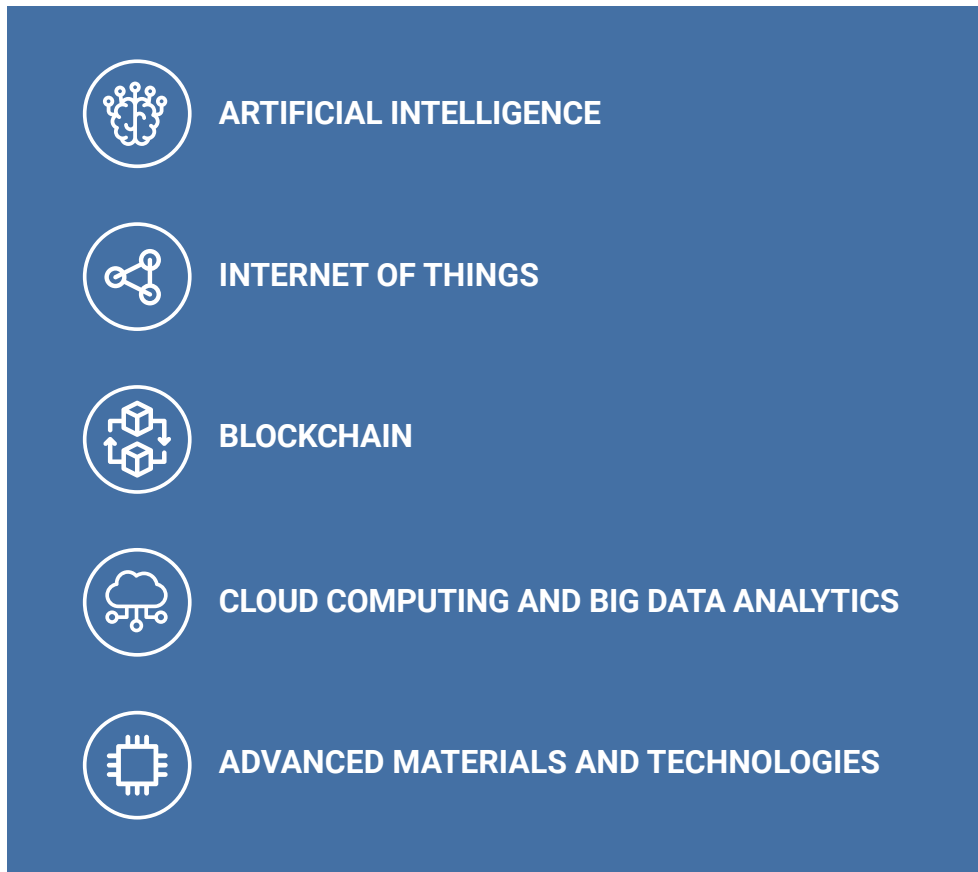 ARTIFICIAL INTELLIGENCE
INTERNET OF THINGS
BLOCKCHAIN
CLOUD COMPUTING AND BIG DATA ANALYTICS
ADVANCED MATERIALS AND TECHNOLOGIES